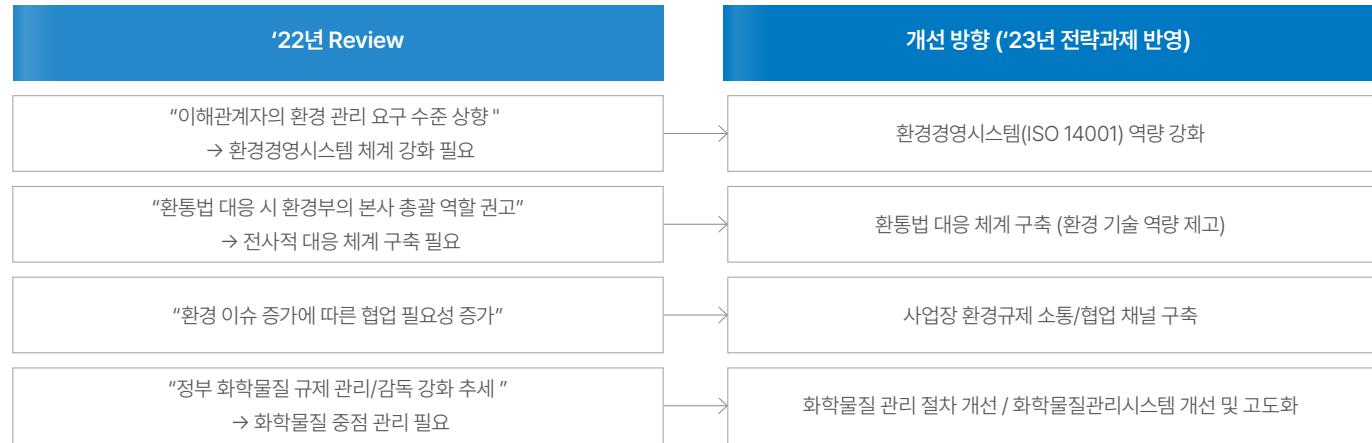 ‘22년 Review
개선 방향 (‘23년 전략과제 반영)
“이해관계자의 환경 관리 요구 수준 상향 "
→ 환경경영시스템 체계 강화 필요
환경경영시스템(ISO 14001) 역량 강화
“환통법 대응 시 환경부의 본사 총괄 역할 권고”
→ 전사적 대응 체계 구축 필요
환통법 대응 체계 구축 (환경 기술 역량 제고)
“환경 이슈 증가에 따른 협업 필요성 증가”
사업장 환경규제 소통/협업 채널 구축
“정부 화학물질 규제 관리/감독 강화 추세 ”
→ 화학물질 중점 관리 필요
화학물질 관리 절차 개선 / 화학물질관리시스템 개선 및 고도화